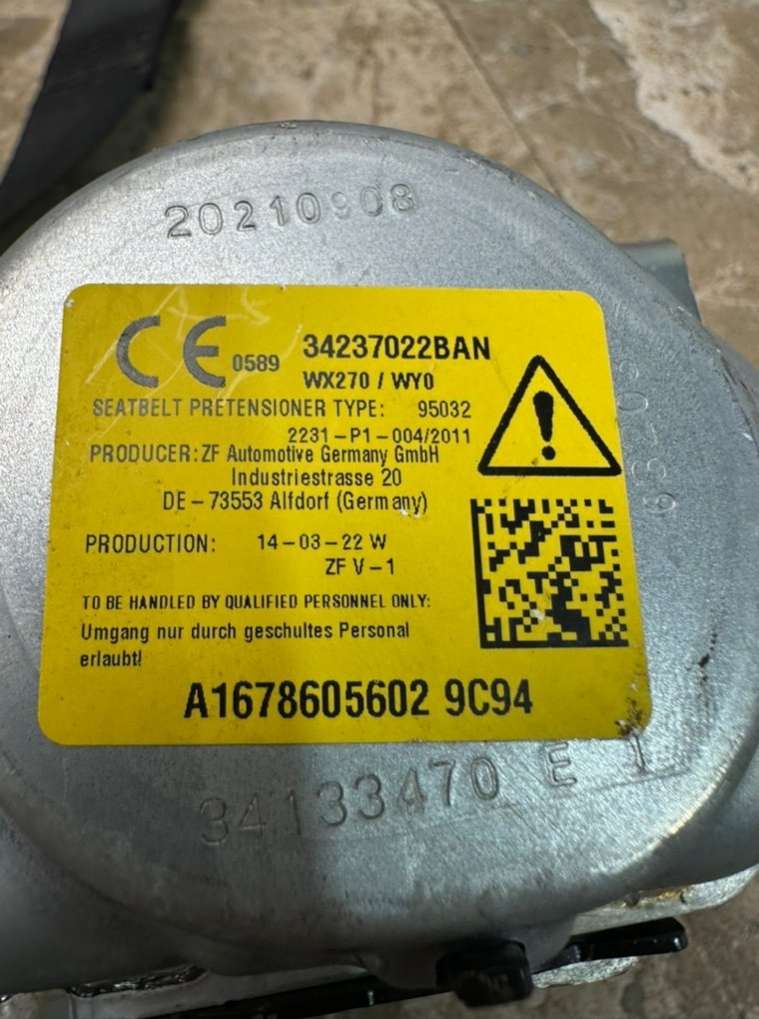 20210908
CE 0589 34237022BAN
WX270 / WY0
SEATBELT PRETENSIONER TYPE: 95032
2231-P1-004/2011
PRODUCER: ZF Automotive Germany GmbH
Industriestrasse 20
DE-73553 Alfdorf (Germany)
PRODUCTION: 14-03-22 W
ZF V-1
TO BE HANDLED BY QUALIFIED PERSONNEL ONLY:
Umgang nur durch geschultes Personal
erlaubt!
A1678605602 9C94
34133470 E 1